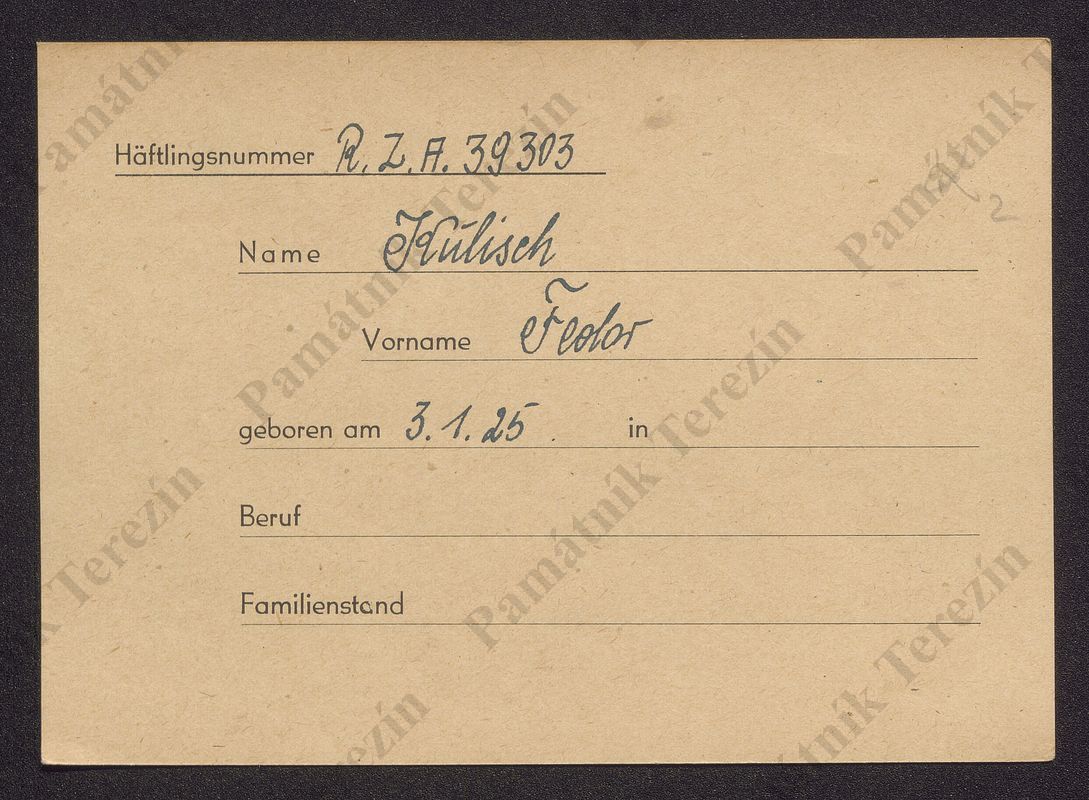 Häftlingsnummer R. Z. A. 39303
Name Kulisch
Vorname Fedor
geboren am 3. 1. 25. in
Beruf
Familienstand
Památník Terezín